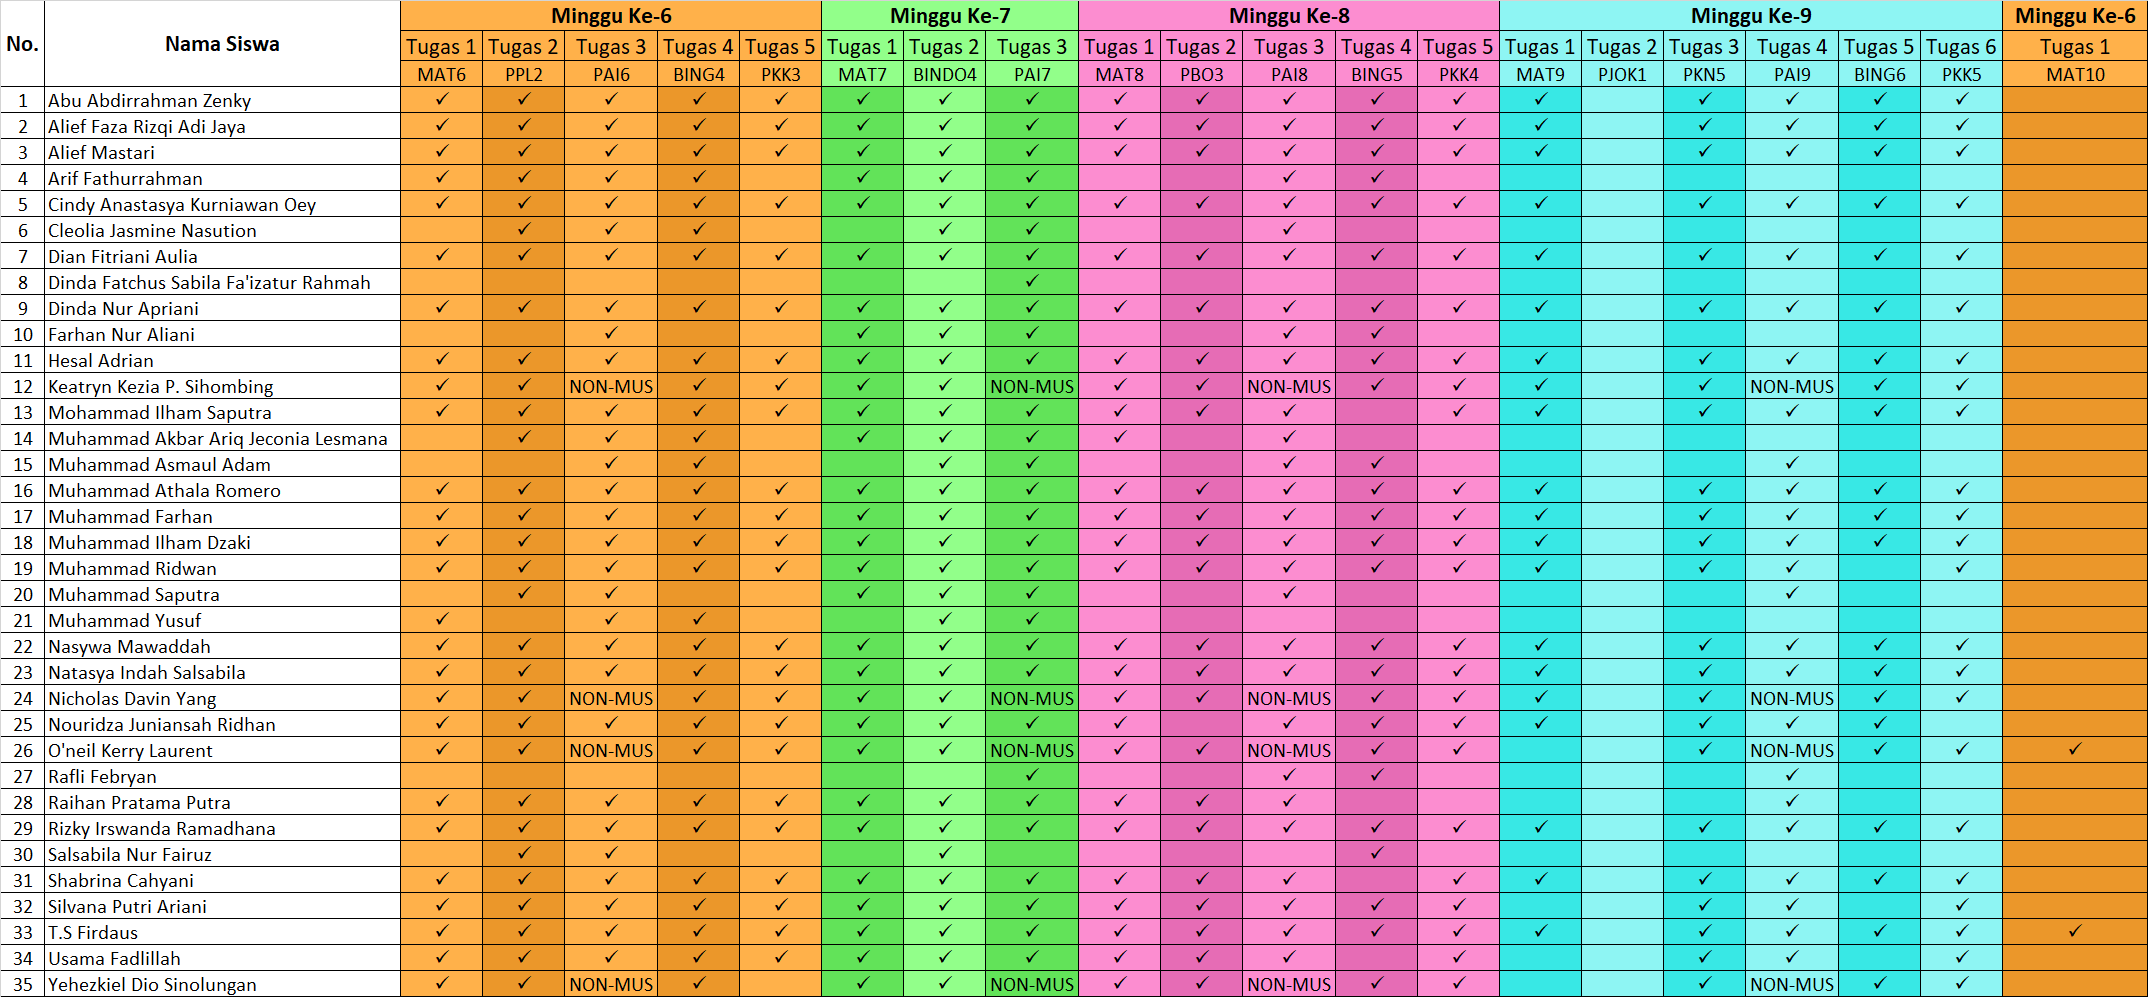 No. Nama Siswa Minggu Ke-6 Minggu Ke-7 Minggu Ke-8 Minggu Ke-9 Minggu Ke-6
Tugas 1 Tugas 2 Tugas 3 Tugas 4 Tugas 5 Tugas 1 Tugas 2 Tugas 3 Tugas 1 Tugas 2 Tugas 3 Tugas 4 Tugas 5 Tugas 1 Tugas 2 Tugas 3 Tugas 4 Tugas 5 Tugas 6 Tugas 1
MAT6 PPL2 PAI6 BING4 PKK3 MAT7 BINDO4 PAI7 MAT8 PBO3 PAI8 BING5 PKK4 MAT9 PJOK1 PKN5 PAI9 BING6 PKK5 MAT10
1 Abu Abdirrahman Zenky ✓ ✓ ✓ ✓ ✓ ✓ ✓ ✓ ✓ ✓ ✓ ✓ ✓ ✓ ✓ ✓ ✓ ✓
2 Alief Faza Rizqi Adi Jaya ✓ ✓ ✓ ✓ ✓ ✓ ✓ ✓ ✓ ✓ ✓ ✓ ✓ ✓ ✓ ✓ ✓ ✓
3 Alief Mastari ✓ ✓ ✓ ✓ ✓ ✓ ✓ ✓ ✓ ✓ ✓ ✓ ✓ ✓ ✓ ✓ ✓ ✓
4 Arif Fathurrahman ✓ ✓ ✓ ✓ ✓ ✓ ✓ ✓ ✓
5 Cindy Anastasya Kurniawan Oey ✓ ✓ ✓ ✓ ✓ ✓ ✓ ✓ ✓ ✓ ✓ ✓ ✓ ✓ ✓ ✓ ✓ ✓
6 Cleolia Jasmine Nasution ✓ ✓ ✓ ✓ ✓ ✓
7 Dian Fitriani Aulia ✓ ✓ ✓ ✓ ✓ ✓ ✓ ✓ ✓ ✓ ✓ ✓ ✓ ✓ ✓ ✓ ✓ ✓
8 Dinda Fatchus Sabila Fa'izatur Rahmah ✓
9 Dinda Nur Apriani ✓ ✓ ✓ ✓ ✓ ✓ ✓ ✓ ✓ ✓ ✓ ✓ ✓ ✓ ✓ ✓ ✓ ✓
10 Farhan Nur Aliani ✓ ✓ ✓ ✓ ✓ ✓
11 Hesal Adrian ✓ ✓ ✓ ✓ ✓ ✓ ✓ ✓ ✓ ✓ ✓ ✓ ✓ ✓ ✓ ✓ ✓ ✓
12 Keatryn Kezia P. Sihombing ✓ ✓ NON-MUS ✓ ✓ ✓ ✓ NON-MUS ✓ ✓ NON-MUS ✓ ✓ ✓ ✓ NON-MUS ✓ ✓
13 Mohammad Ilham Saputra ✓ ✓ ✓ ✓ ✓ ✓ ✓ ✓ ✓ ✓ ✓ ✓ ✓ ✓ ✓ ✓ ✓
14 Muhammad Akbar Ariq Jeconia Lesmana ✓ ✓ ✓ ✓ ✓ ✓ ✓ ✓
15 Muhammad Asmaul Adam ✓ ✓ ✓ ✓ ✓ ✓ ✓
16 Muhammad Athala Romero ✓ ✓ ✓ ✓ ✓ ✓ ✓ ✓ ✓ ✓ ✓ ✓ ✓ ✓ ✓ ✓ ✓ ✓
17 Muhammad Farhan ✓ ✓ ✓ ✓ ✓ ✓ ✓ ✓ ✓ ✓ ✓ ✓ ✓ ✓ ✓ ✓ ✓ ✓
18 Muhammad Ilham Dzaki ✓ ✓ ✓ ✓ ✓ ✓ ✓ ✓ ✓ ✓ ✓ ✓ ✓ ✓ ✓ ✓ ✓ ✓
19 Muhammad Ridwan ✓ ✓ ✓ ✓ ✓ ✓ ✓ ✓ ✓ ✓ ✓ ✓ ✓ ✓ ✓ ✓ ✓
20 Muhammad Saputra ✓ ✓ ✓ ✓ ✓ ✓ ✓
21 Muhammad Yusuf ✓ ✓ ✓ ✓ ✓
22 Nasywa Mawaddah ✓ ✓ ✓ ✓ ✓ ✓ ✓ ✓ ✓ ✓ ✓ ✓ ✓ ✓ ✓ ✓ ✓ ✓
23 Natasya Indah Salsabila ✓ ✓ ✓ ✓ ✓ ✓ ✓ ✓ ✓ ✓ ✓ ✓ ✓ ✓ ✓ ✓ ✓ ✓
24 Nicholas Davin Yang ✓ ✓ NON-MUS ✓ ✓ ✓ ✓ NON-MUS ✓ ✓ NON-MUS ✓ ✓ ✓ ✓ NON-MUS ✓ ✓
25 Nouridza Juniansah Ridhan ✓ ✓ ✓ ✓ ✓ ✓ ✓ ✓ ✓ ✓ ✓ ✓ ✓ ✓ ✓ ✓
26 O'neil Kerry Laurent ✓ ✓ NON-MUS ✓ ✓ ✓ ✓ NON-MUS ✓ ✓ NON-MUS ✓ ✓ ✓ NON-MUS ✓ ✓ ✓
27 Rafli Febryan ✓ ✓ ✓ ✓
28 Raihan Pratama Putra ✓ ✓ ✓ ✓ ✓ ✓ ✓ ✓ ✓ ✓ ✓ ✓
29 Rizky Irswanda Ramadhana ✓ ✓ ✓ ✓ ✓ ✓ ✓ ✓ ✓ ✓ ✓ ✓ ✓ ✓ ✓ ✓ ✓ ✓
30 Salsabila Nur Fairuz ✓ ✓ ✓ ✓
31 Shabrina Cahyani ✓ ✓ ✓ ✓ ✓ ✓ ✓ ✓ ✓ ✓ ✓ ✓ ✓ ✓ ✓ ✓ ✓
32 Silvana Putri Ariani ✓ ✓ ✓ ✓ ✓ ✓ ✓ ✓ ✓ ✓ ✓ ✓ ✓ ✓ ✓ ✓
33 T.S Firdaus ✓ ✓ ✓ ✓ ✓ ✓ ✓ ✓ ✓ ✓ ✓ ✓ ✓ ✓ ✓ ✓ ✓ ✓ ✓
34 Usama Fadlillah ✓ ✓ ✓ ✓ ✓ ✓ ✓ ✓ ✓ ✓ ✓ ✓ ✓ ✓ ✓
35 Yehezkiel Dio Sinolungan ✓ ✓ NON-MUS ✓ ✓ ✓ NON-MUS ✓ ✓ NON-MUS ✓ ✓ ✓ NON-MUS ✓ ✓